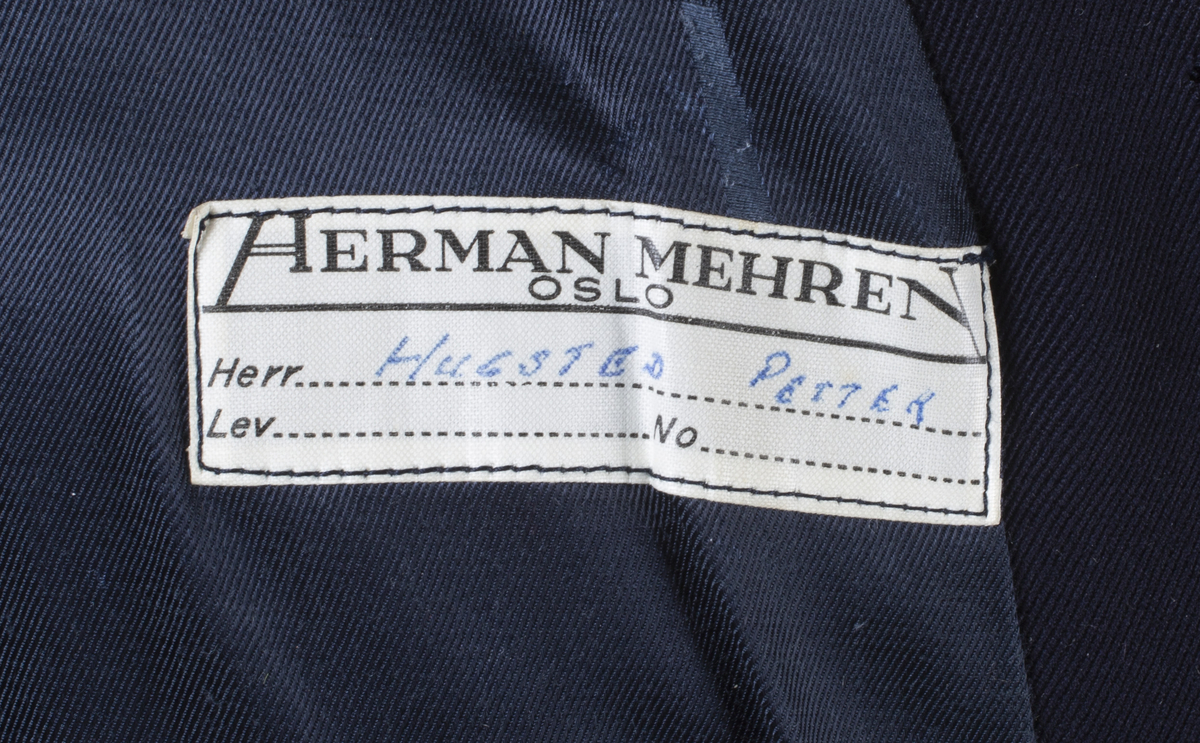 HERMAN MEHREN
OSLO
Herr HUGSTED PETTER
Lev. No